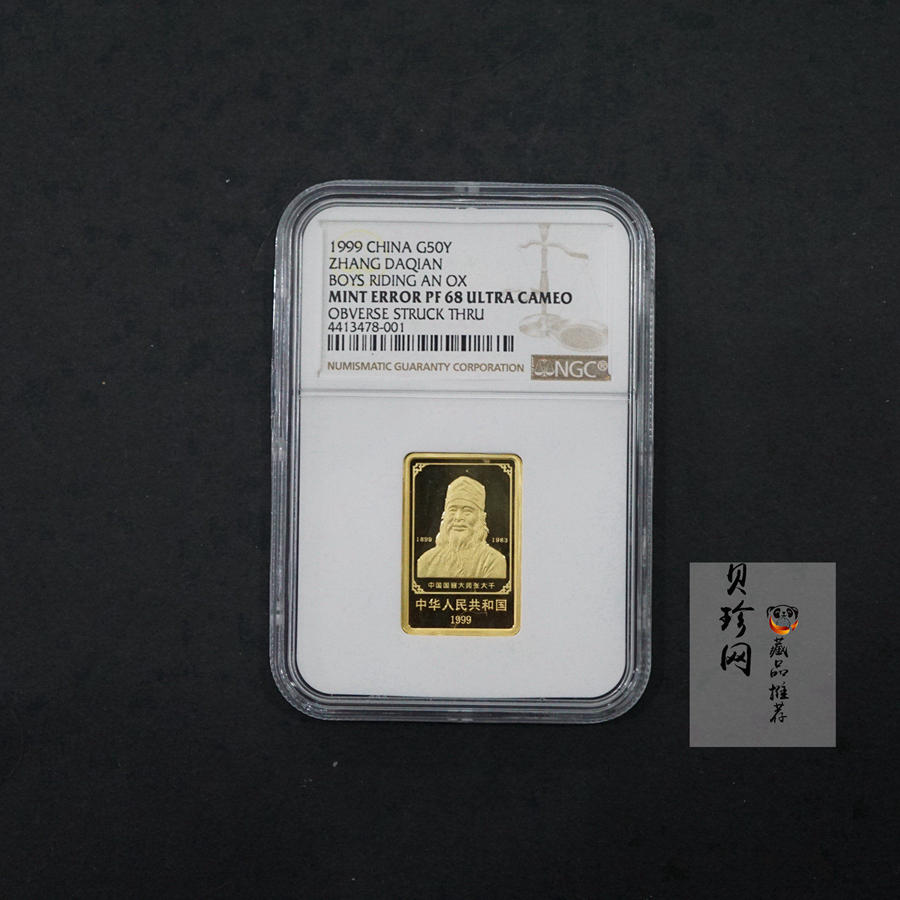 1999 CHINA G50Y
ZHANG DAQIAN
BOYS RIDING AN OX
MINT ERROR PF 68 ULTRA CAMEO
OBVERSE STRUCK THRU
4413478-001
NUMISMATIC GUARANTY CORPORATION
NGC®
1899 1983
中国国画大师张大千
中华人民共和国
1999
贝珍网
藏品推荐